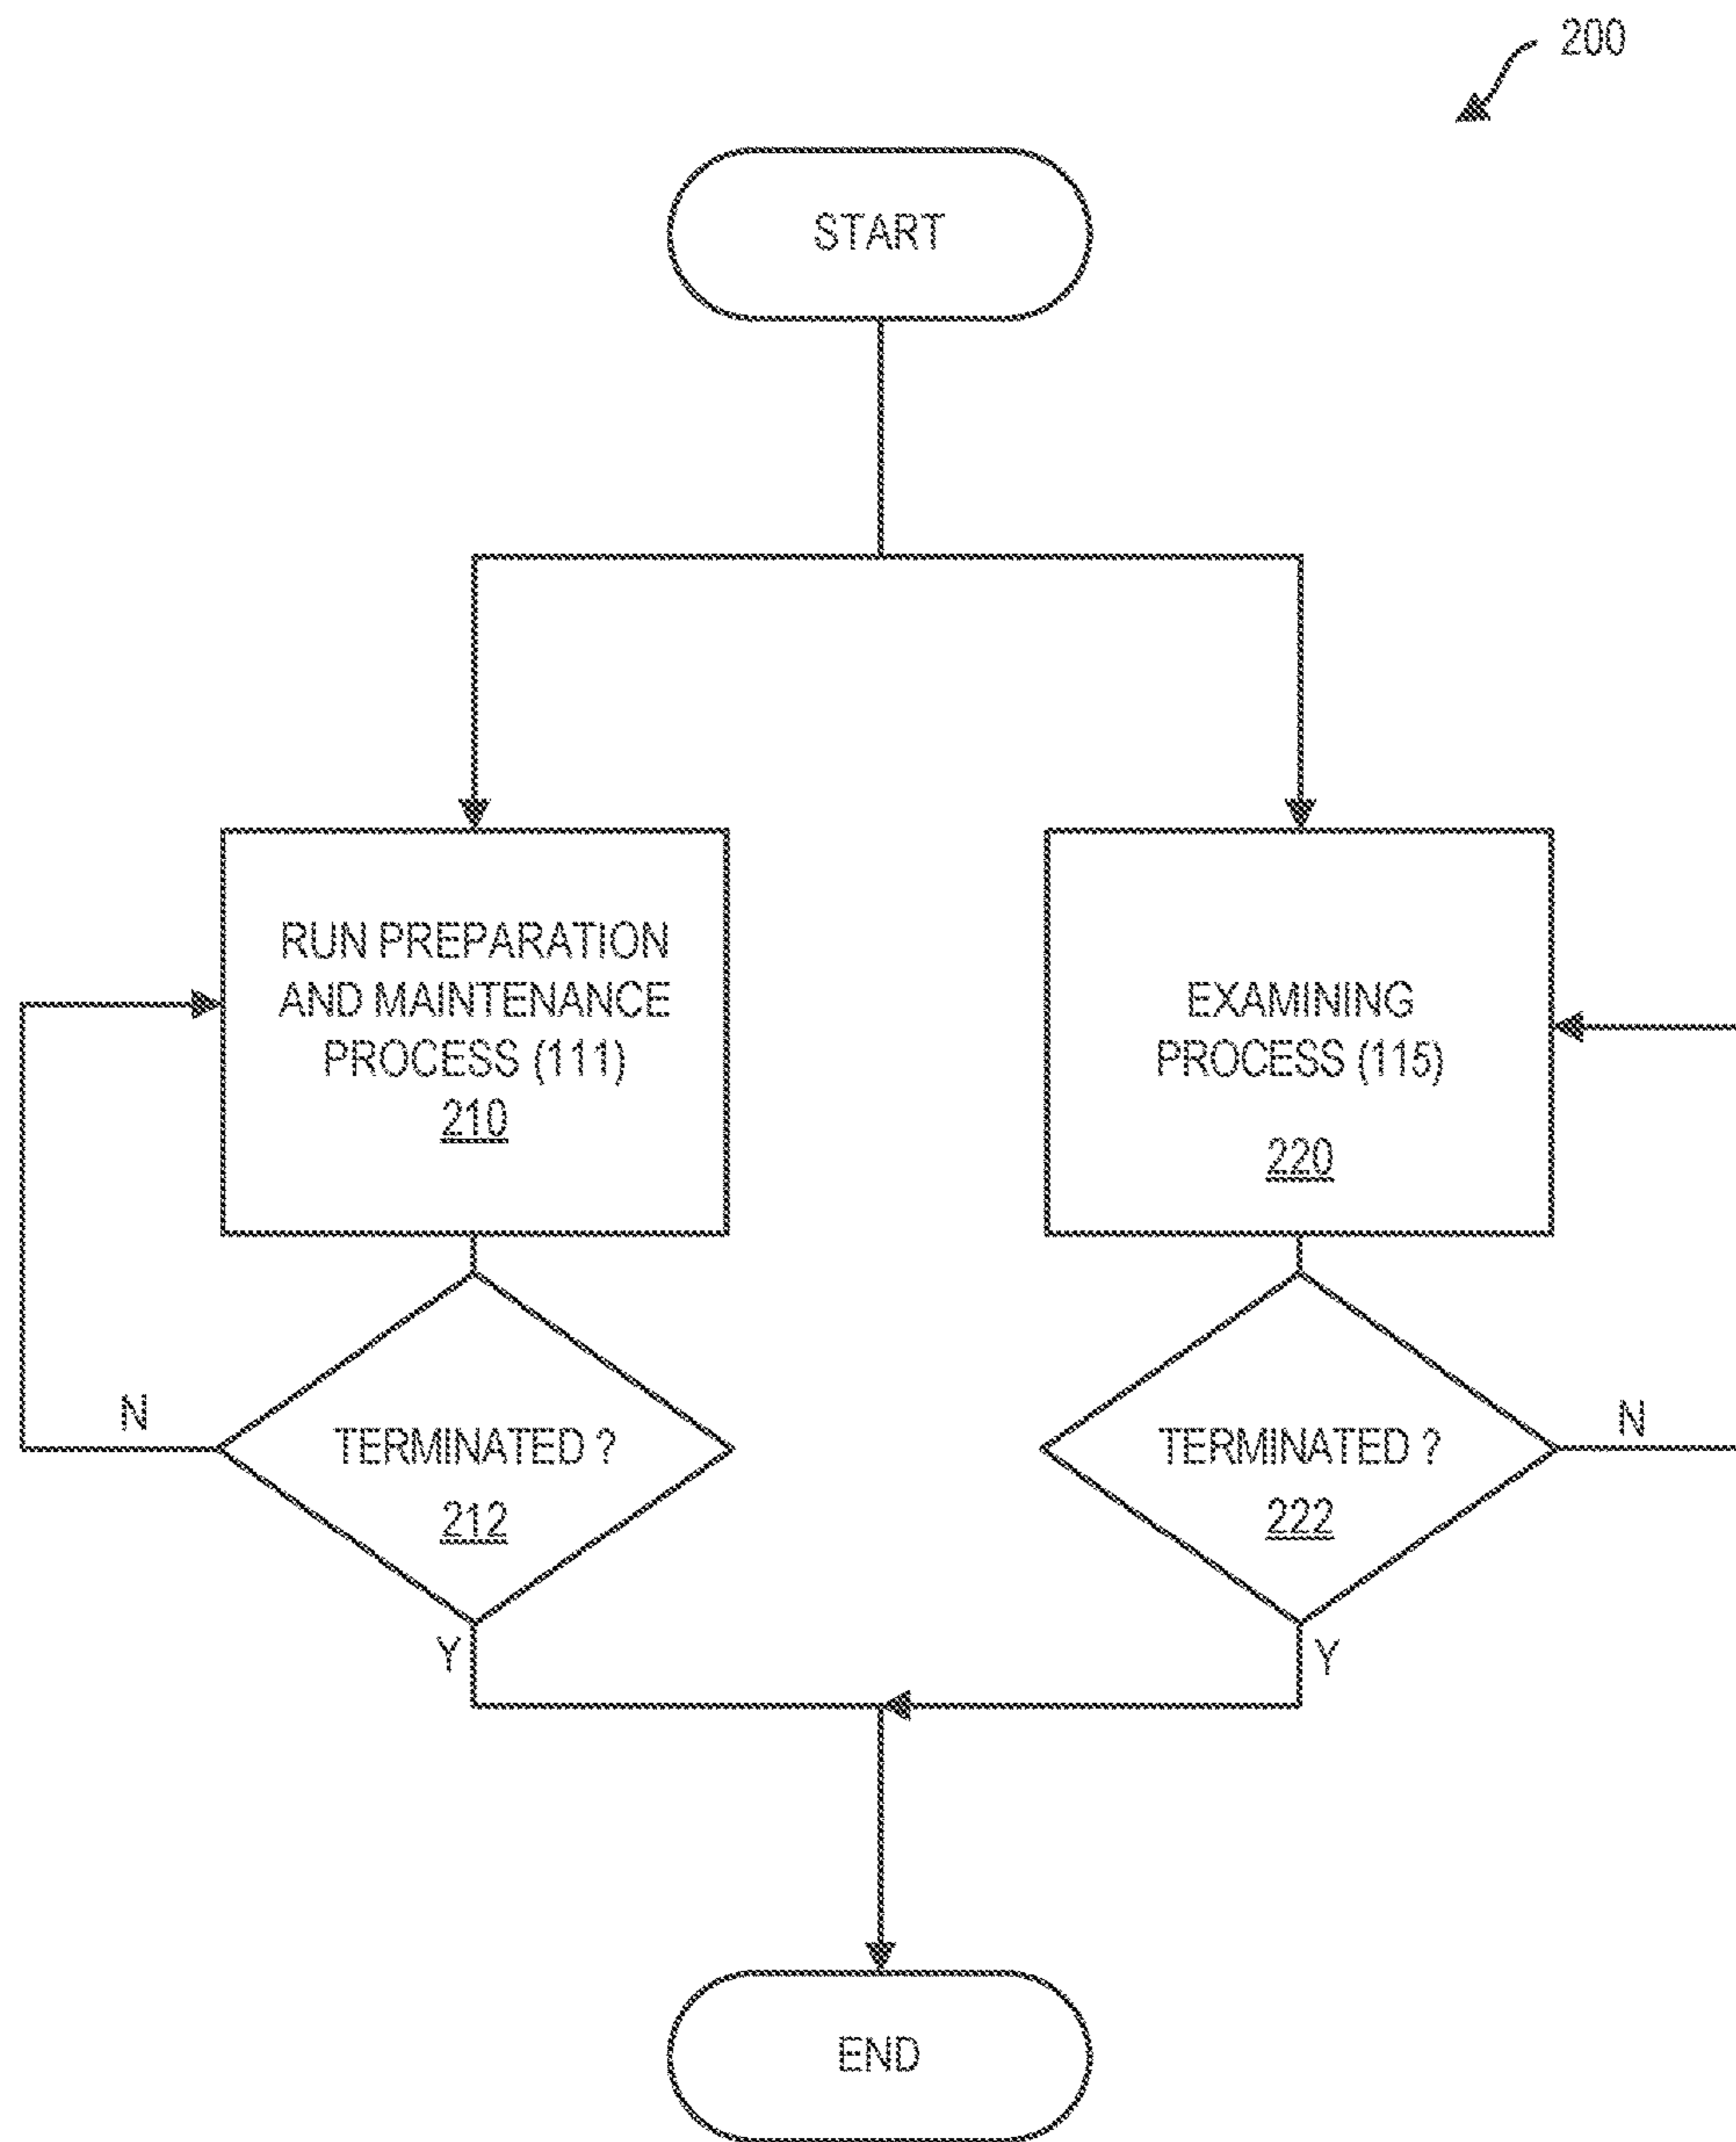 200
START
RUN PREPARATION
AND MAINTENANCE
PROCESS (111)
210
EXAMINING
PROCESS (115)
220
N
TERMINATED ?
212
Y
TERMINATED ?
222
N
Y
END